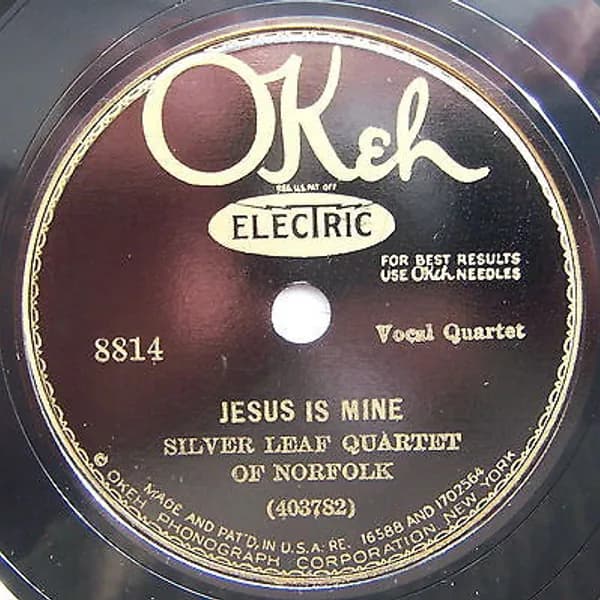 OKeh
REG. U.S. PAT. OFF.
ELECTRIC
FOR BEST RESULTS
USE OKeh NEEDLES
8814
Vocal Quartet
JESUS IS MINE
SILVER LEAF QUARTET
OF NORFOLK
(403782)
MADE AND PAT'D, IN U.S.A. RE. 16588 AND 1702564
© OKEH PHONOGRAPH CORPORATION, NEW YORK